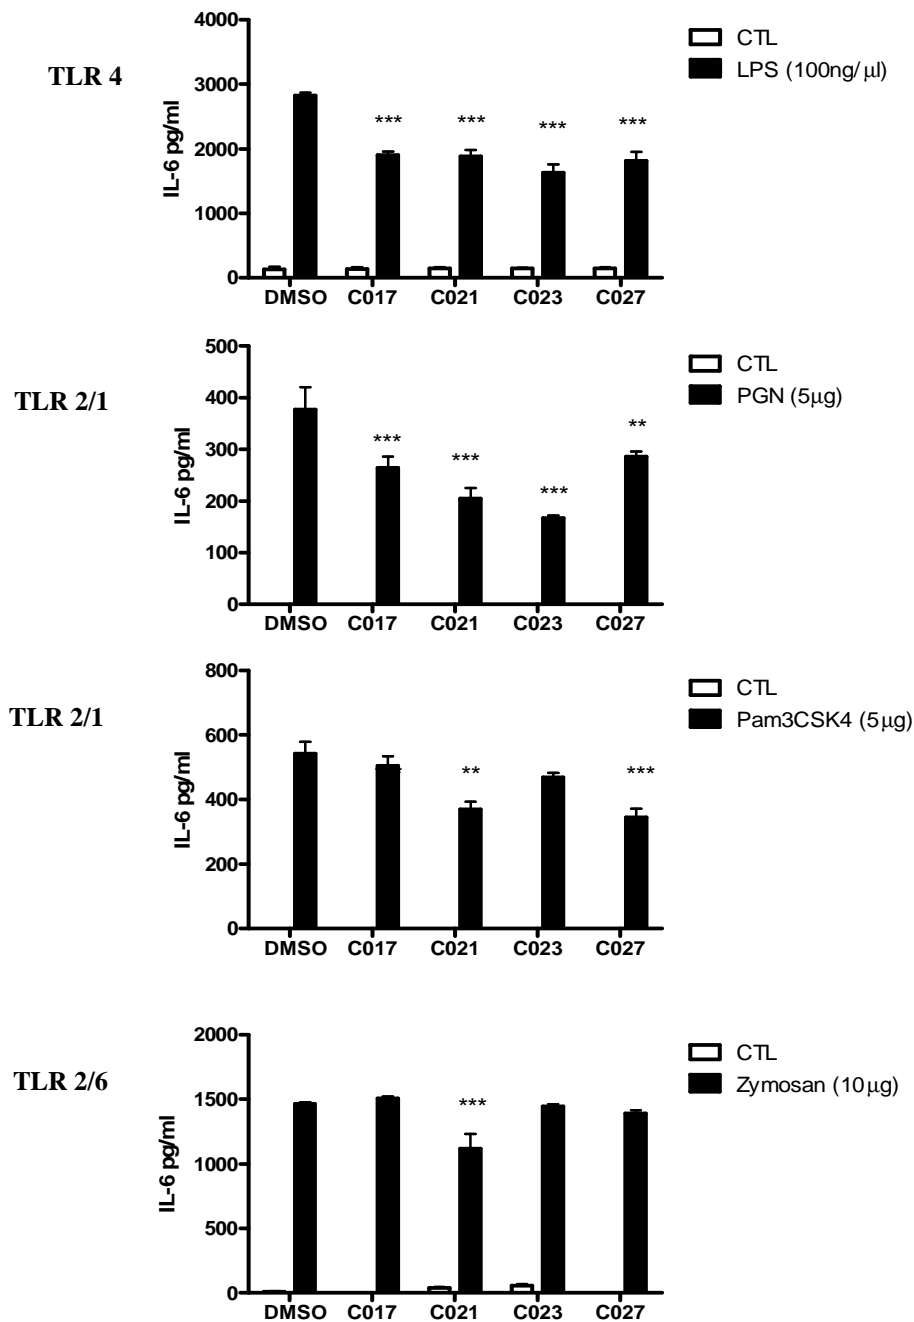 TLR 4
IL-6 pg/ml
4000
3000
2000
1000
0
*** *** *** ***
DMSO C017 C021 C023 C027
CTL
LPS (100ng/μl)
TLR 2/1
IL-6 pg/ml
500
400
300
200
100
0
*** *** *** **
DMSO C017 C021 C023 C027
CTL
PGN (5μg)
TLR 2/1
IL-6 pg/ml
800
600
400
200
0
** ***
DMSO C017 C021 C023 C027
CTL
Pam3CSK4 (5μg)
TLR 2/6
IL-6 pg/ml
2000
1500
1000
500
0
***
DMSO C017 C021 C023 C027
CTL
Zymosan (10μg)